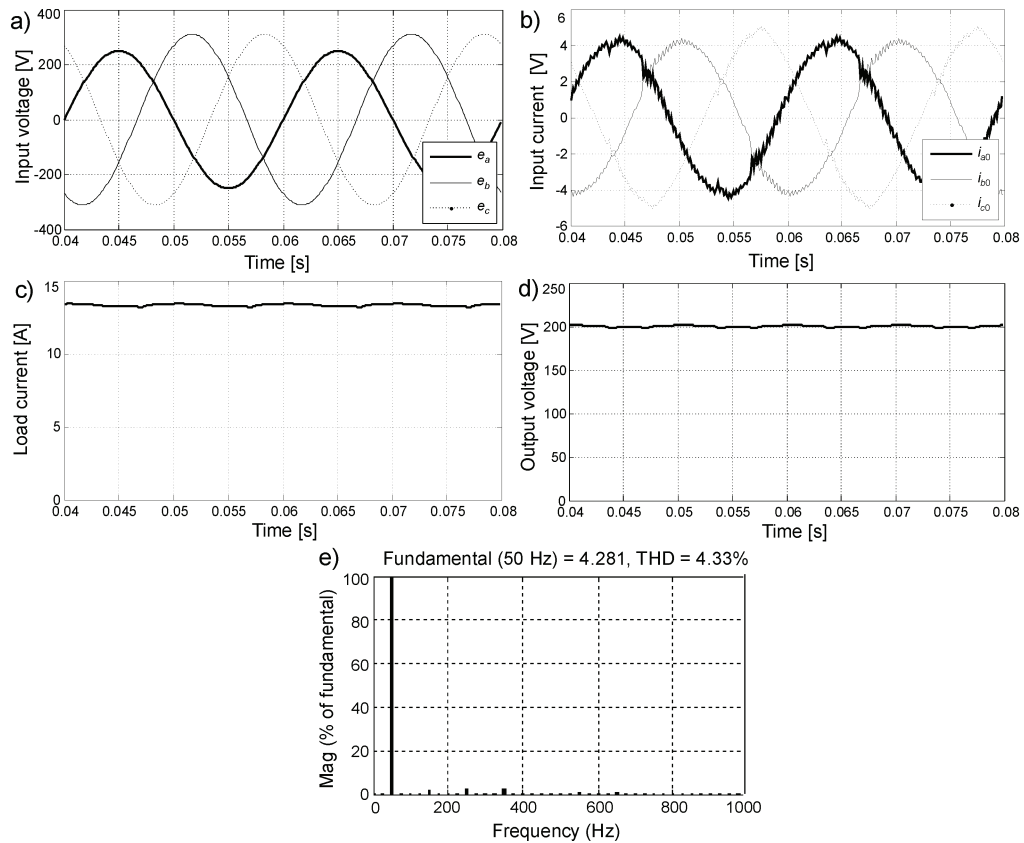 a)
Input voltage [V]
400
200
0
-200
-400
e_a
e_b
e_c
0.04 0.045 0.05 0.055 0.06 0.065 0.07 0.075 0.08
Time [s]
b)
Input current [V]
6
4
2
0
-2
-4
6
i_a0
i_b0
i_c0
0.04 0.045 0.05 0.055 0.06 0.065 0.07 0.075 0.08
Time [s]
c)
Load current [A]
15
10
5
0
0.04 0.045 0.05 0.055 0.06 0.065 0.07 0.075 0.08
Time [s]
d)
Output voltage [V]
250
200
150
100
50
0
0.04 0.045 0.05 0.055 0.06 0.065 0.07 0.075 0.08
Time [s]
e)
Fundamental (50 Hz) = 4.281, THD = 4.33%
Mag (% of fundamental)
100
80
60
40
20
0
0 200 400 600 800 1000
Frequency (Hz)